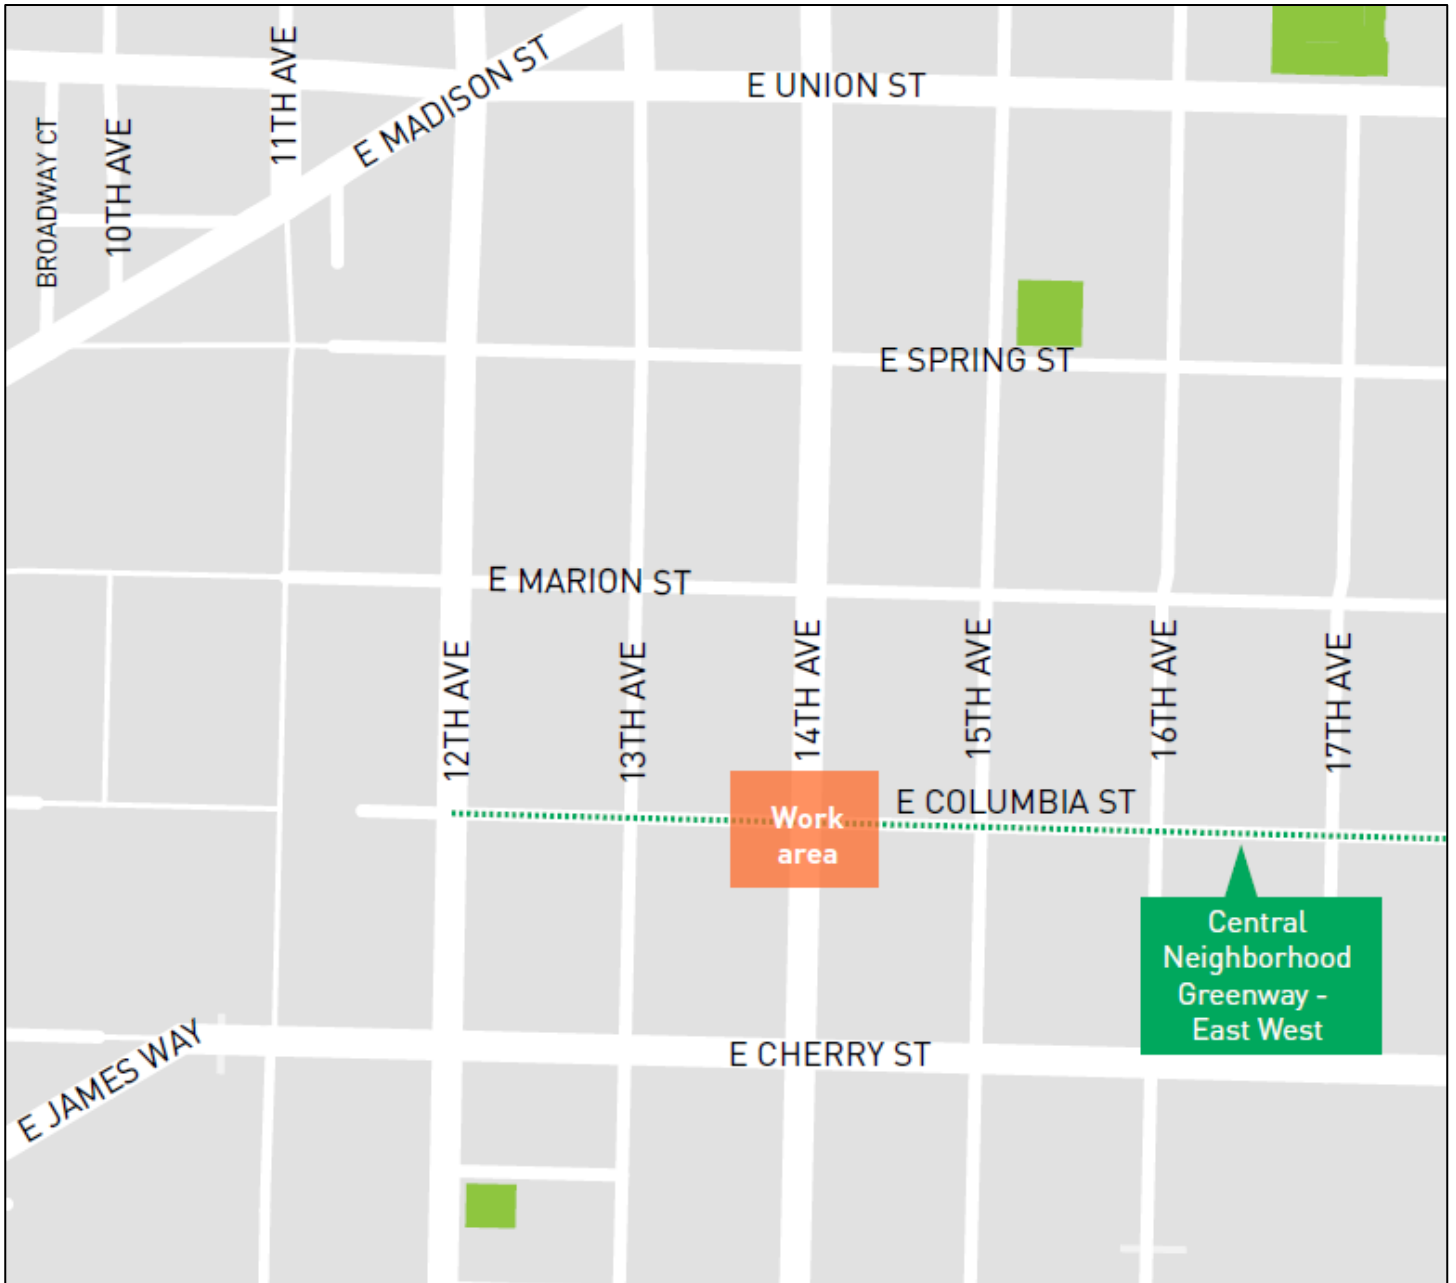 11TH AVE
E MADISON ST
E UNION ST
BROADWAY CT
10TH AVE
E SPRING ST
E MARION ST
12TH AVE
13TH AVE
14TH AVE
15TH AVE
16TH AVE
17TH AVE
Work
area
E COLUMBIA ST
Central
Neighborhood
Greenway -
East West
E JAMES WAY
E CHERRY ST